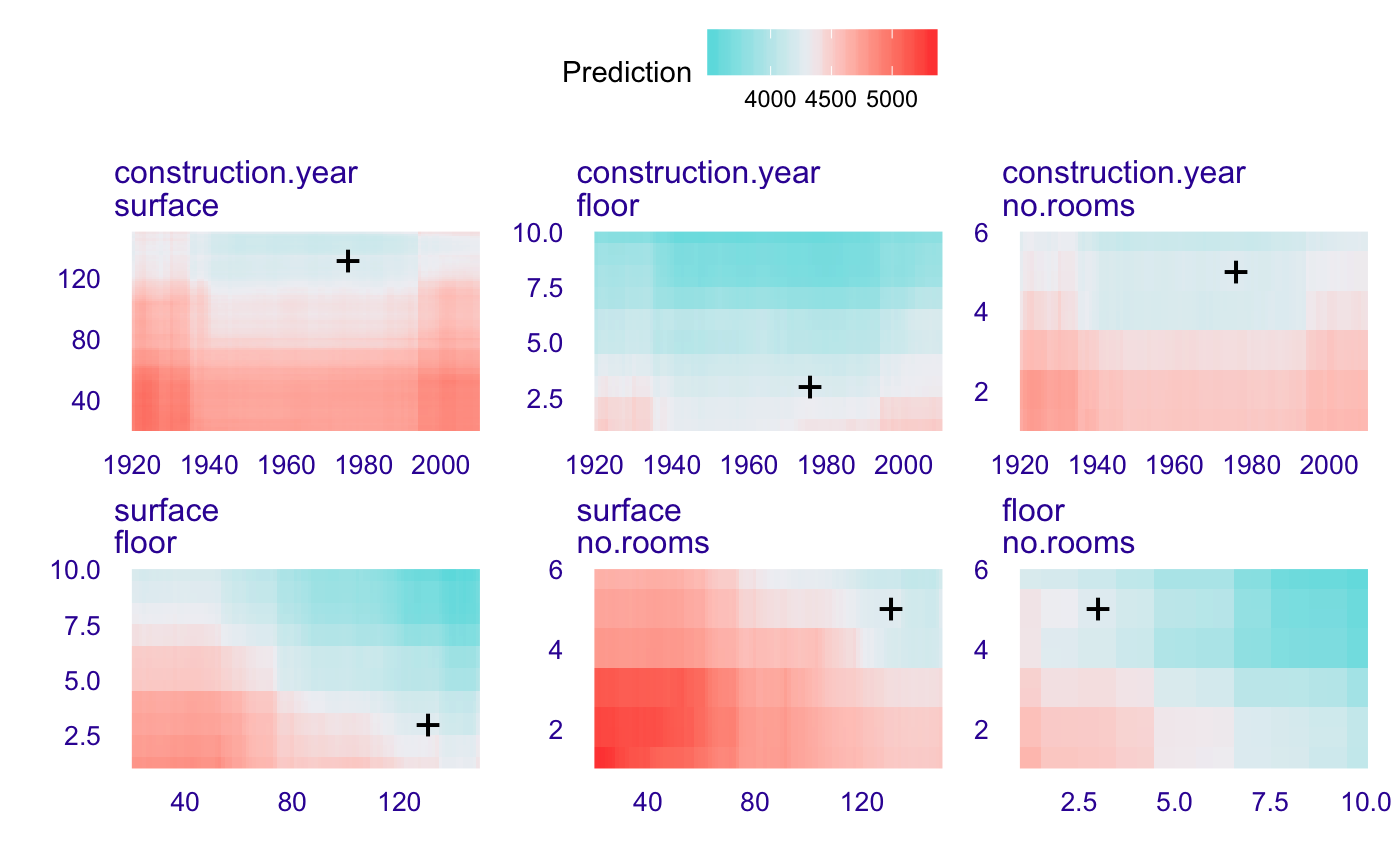 Prediction
4000 4500 5000
construction.year
surface
construction.year
floor
construction.year
no.rooms
120
80
40
1920 1940 1960 1980 2000
10.0
7.5
5.0
2.5
1920 1940 1960 1980 2000
6
4
2
1920 1940 1960 1980 2000
surface
floor
surface
no.rooms
floor
no.rooms
10.0
7.5
5.0
2.5
40 80 120
6
4
2
40 80 120
6
4
2
2.5 5.0 7.5 10.0